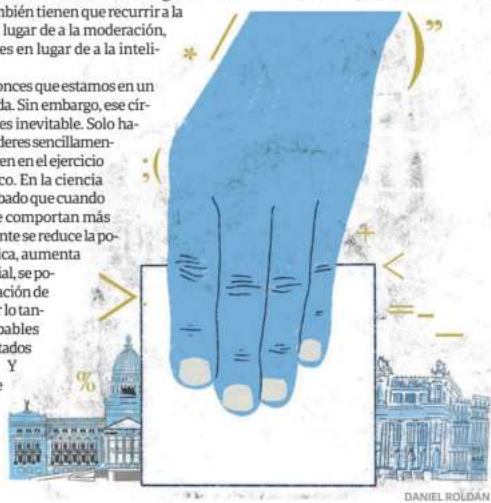 mbién tienen que recurrir a la
lugar de a la moderación,
es en lugar de a la inteli-
onces que estamos en un
da. Sin embargo, ese cír-
es inevitable. Solo ha-
deres sencillamen-
en en el ejercicio
co. En la ciencia
bado que cuando
e comportan más
nte se reduce la po-
ica, aumenta
ial, se po-
ación de
r lo tan-
bables
tados
Y
e
* / ) ”
;(
+
<
>
= - _
%
DANIEL ROLDÁN